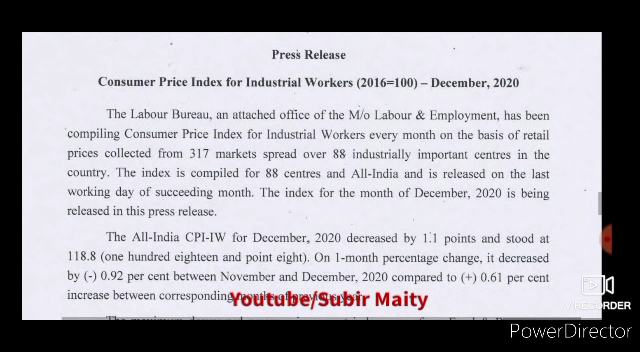 Press Release
Consumer Price Index for Industrial Workers (2016=100) – December, 2020
The Labour Bureau, an attached office of the M/o Labour & Employment, has been
compiling Consumer Price Index for Industrial Workers every month on the basis of retail
prices collected from 317 markets spread over 88 industrially important centres in the
country. The index is compiled for 88 centres and All-India and is released on the last
working day of succeeding month. The index for the month of December, 2020 is being
released in this press release.
The All-India CPI-IW for December, 2020 decreased by 1.1 points and stood at
118.8 (one hundred eighteen and point eight). On 1-month percentage change, it decreased
by (-) 0.92 per cent between November and December, 2020 compared to (+) 0.61 per cent
increase between corresponding months of previous year.
Youtube/Subir Maity
RECORDER
PowerDirector